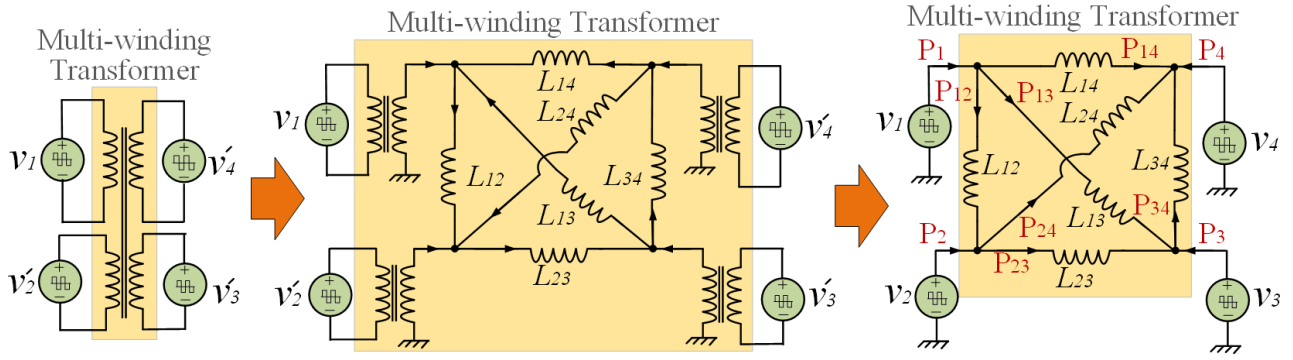 Multi-winding
Transformer
v1
v′4
v′2
v′3
Multi-winding Transformer
v1
L14
L24
v′4
L12
L34
L13
v′2
L23
v′3
Multi-winding Transformer
P1
P14
P4
P12
P13
L14
L24
v1
v4
L12
L34
L13
P34
P2
P24
P3
P23
L23
v2
v3